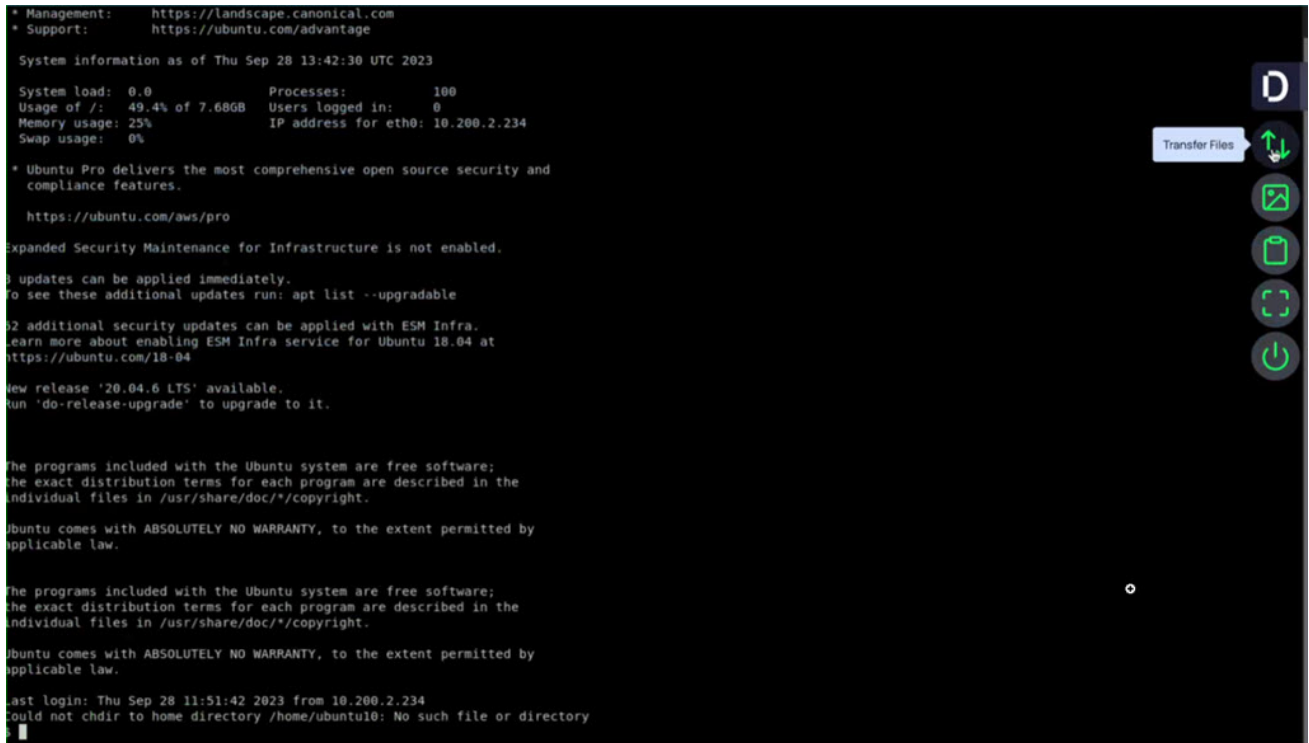 * Management: https://landscape.canonical.com
* Support: https://ubuntu.com/advantage
System information as of Thu Sep 28 13:42:30 UTC 2023
System load: 0.0 Processes: 100
Usage of /: 49.4% of 7.68GB Users logged in: 0
Memory usage: 25% IP address for eth0: 10.200.2.234
Swap usage: 0%
* Ubuntu Pro delivers the most comprehensive open source security and
compliance features.
https://ubuntu.com/aws/pro
Expanded Security Maintenance for Infrastructure is not enabled.
updates can be applied immediately.
To see these additional updates run: apt list --upgradable
52 additional security updates can be applied with ESM Infra.
Learn more about enabling ESM Infra service for Ubuntu 18.04 at
https://ubuntu.com/18-04
New release '20.04.6 LTS' available.
Run 'do-release-upgrade' to upgrade to it.
The programs included with the Ubuntu system are free software;
the exact distribution terms for each program are described in the
individual files in /usr/share/doc/*/copyright.
Ubuntu comes with ABSOLUTELY NO WARRANTY, to the extent permitted by
applicable law.
The programs included with the Ubuntu system are free software;
the exact distribution terms for each program are described in the
individual files in /usr/share/doc/*/copyright.
Ubuntu comes with ABSOLUTELY NO WARRANTY, to the extent permitted by
applicable law.
Last login: Thu Sep 28 11:51:42 2023 from 10.200.2.234
Could not chdir to home directory /home/ubuntu10: No such file or directory
$
D
Transfer Files